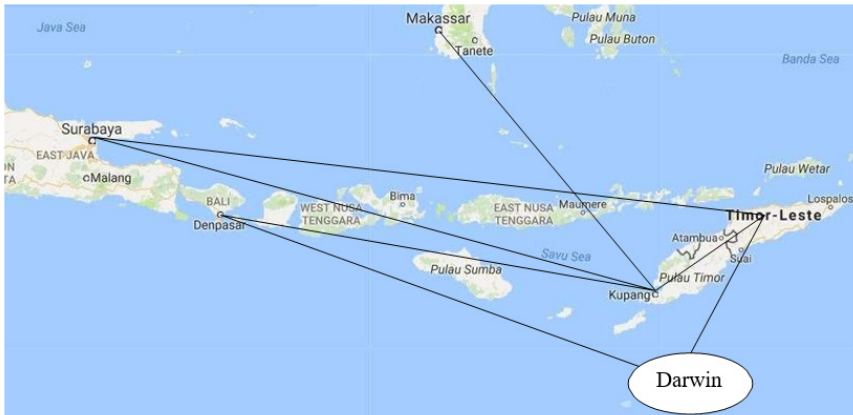 Java Sea
Makassar
Tanete
Pulau Muna
Pulau Buton
Banda Sea
Surabaya
EAST JAVA
ON
TA
Malang
BALI
Denpasar
WEST NUSA
TENGGARA
Bima
EAST NUSA
TENGGARA
Maumere
Pulau Wetar
Lospalos
Timor-Leste
Atambua
Suai
Savu Sea
Pulau Sumba
Pulau Timor
Kupang
Darwin